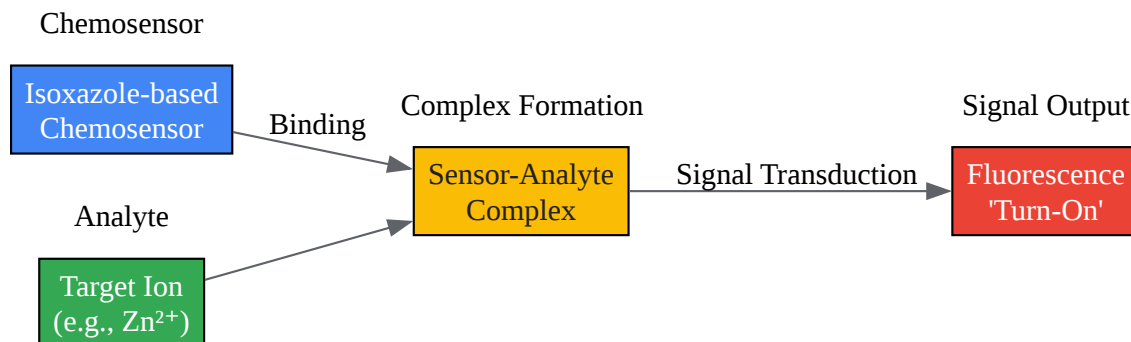 Chemosensor
Isoxazole-based
Chemosensor
Binding
Analyte
Target Ion
(e.g., Zn²⁺)
Complex Formation
Sensor-Analyte
Complex
Signal Transduction
Signal Output
Fluorescence
'Turn-On'